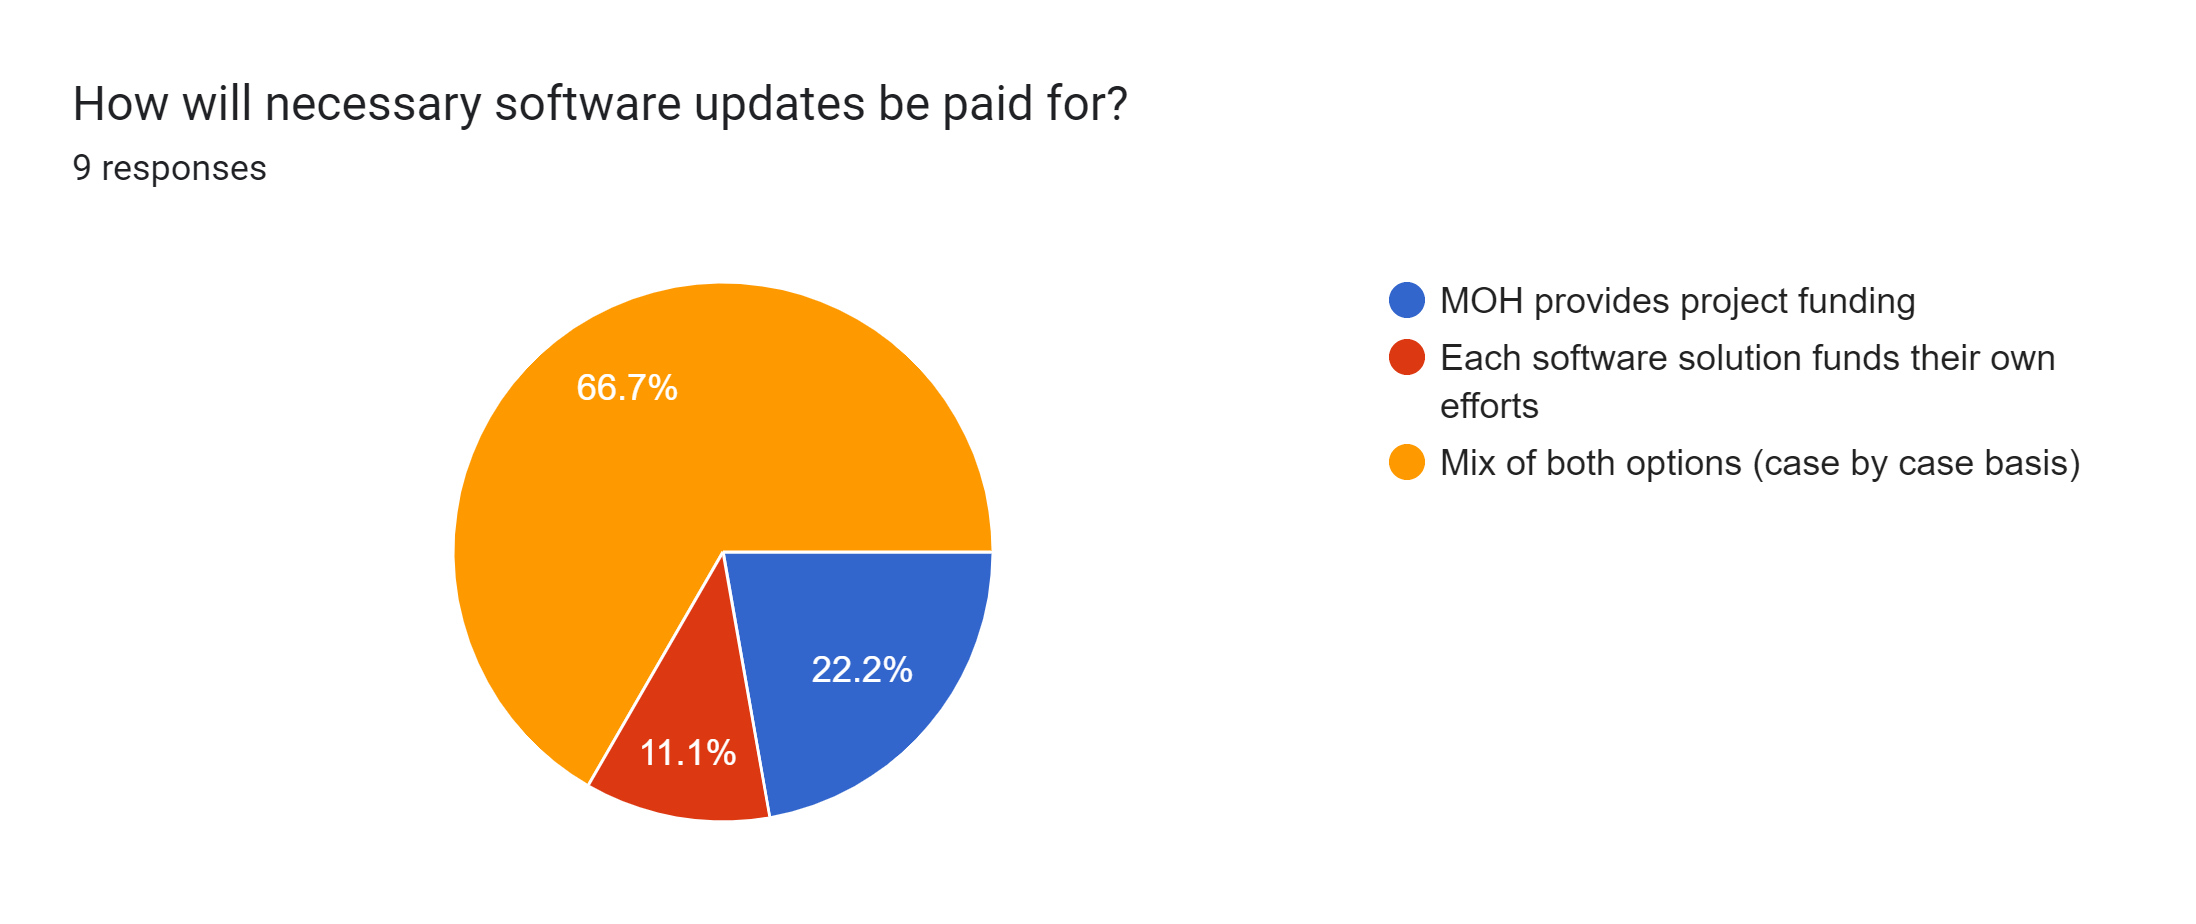 How will necessary software updates be paid for?
9 responses
66.7%
22.2%
11.1%
MOH provides project funding
Each software solution funds their own
efforts
Mix of both options (case by case basis)